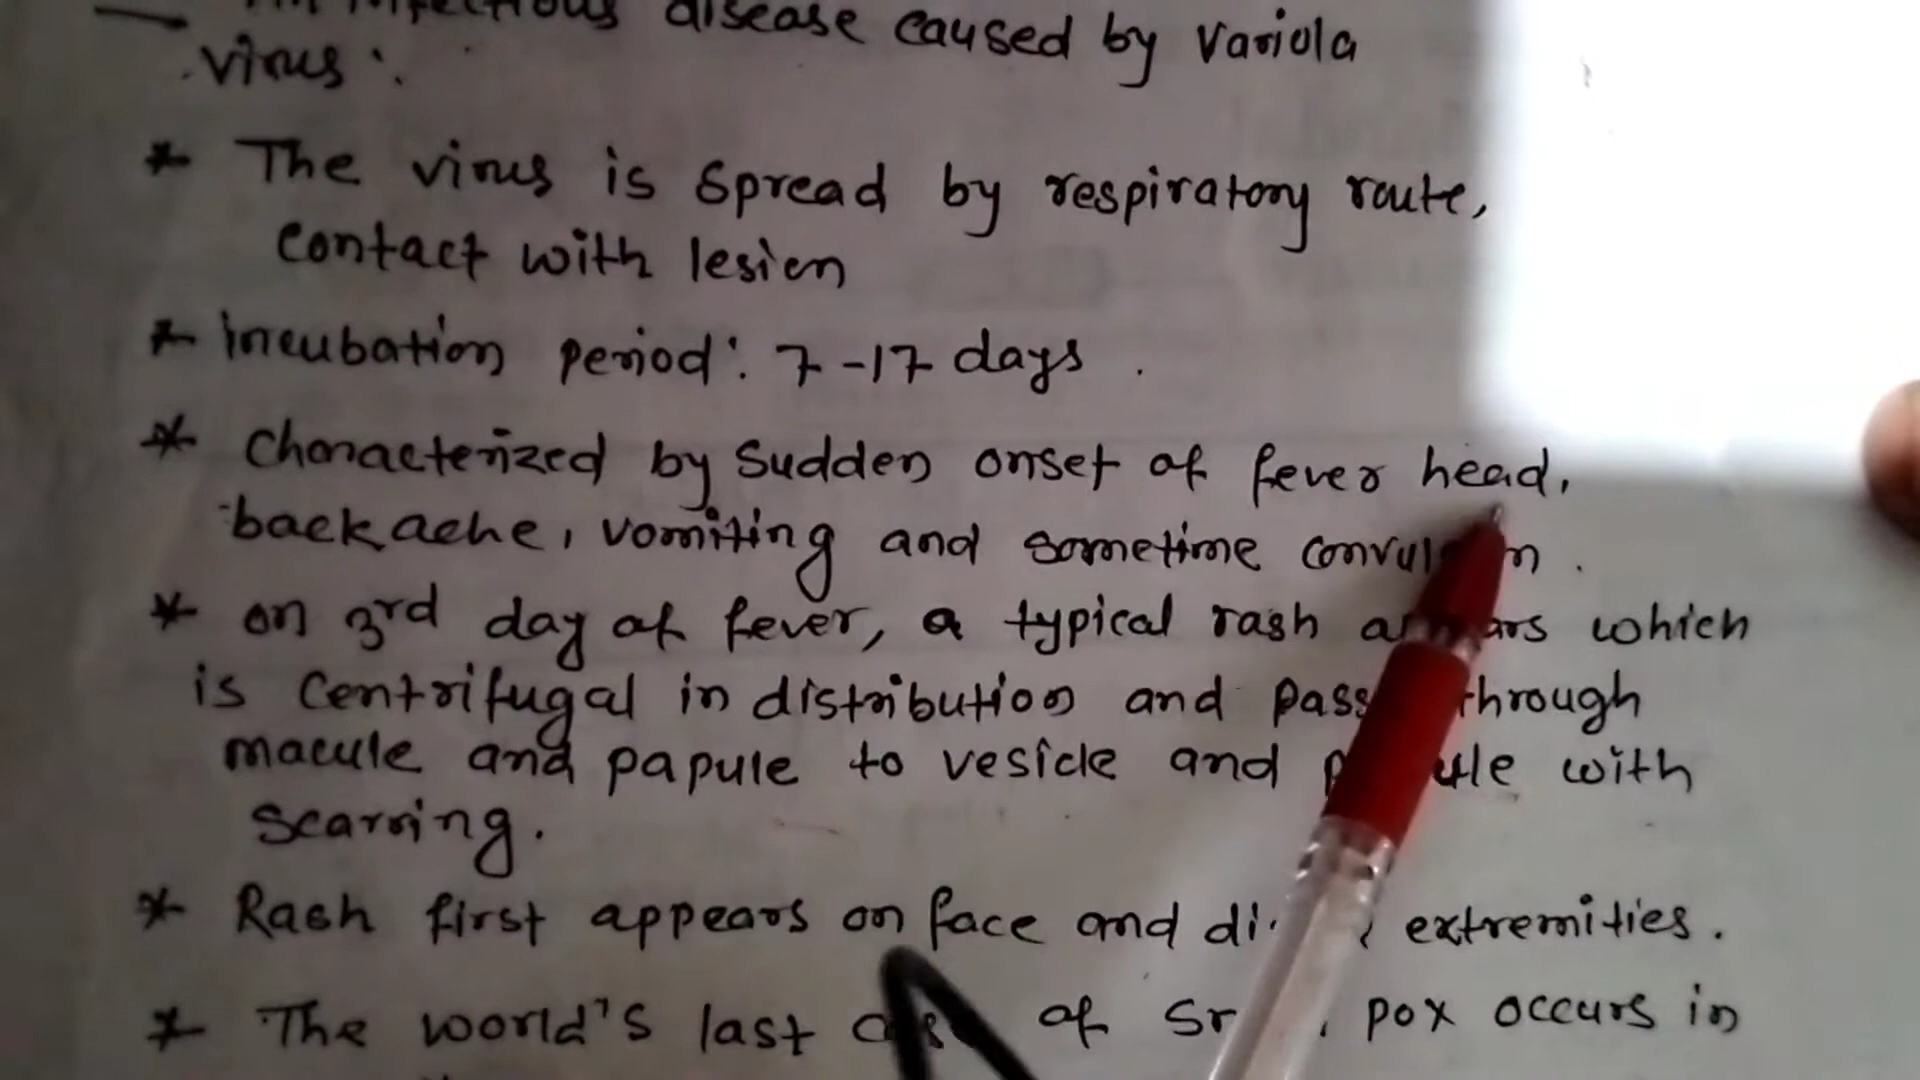 disease caused by Variola
virus
* The virus is spread by respiratory route,
contact with lesion
* incubation period: 7-17 days.
* characterized by Sudden onset of fever head,
backache, vomiting and sometime
* on 3rd day of fever, a typical rash which
is Centrifugal in distribution and through
macule and papule to vesicle and with
scarring.
* Rash first appears on face and extremities.
* The world's last of pox occurs in